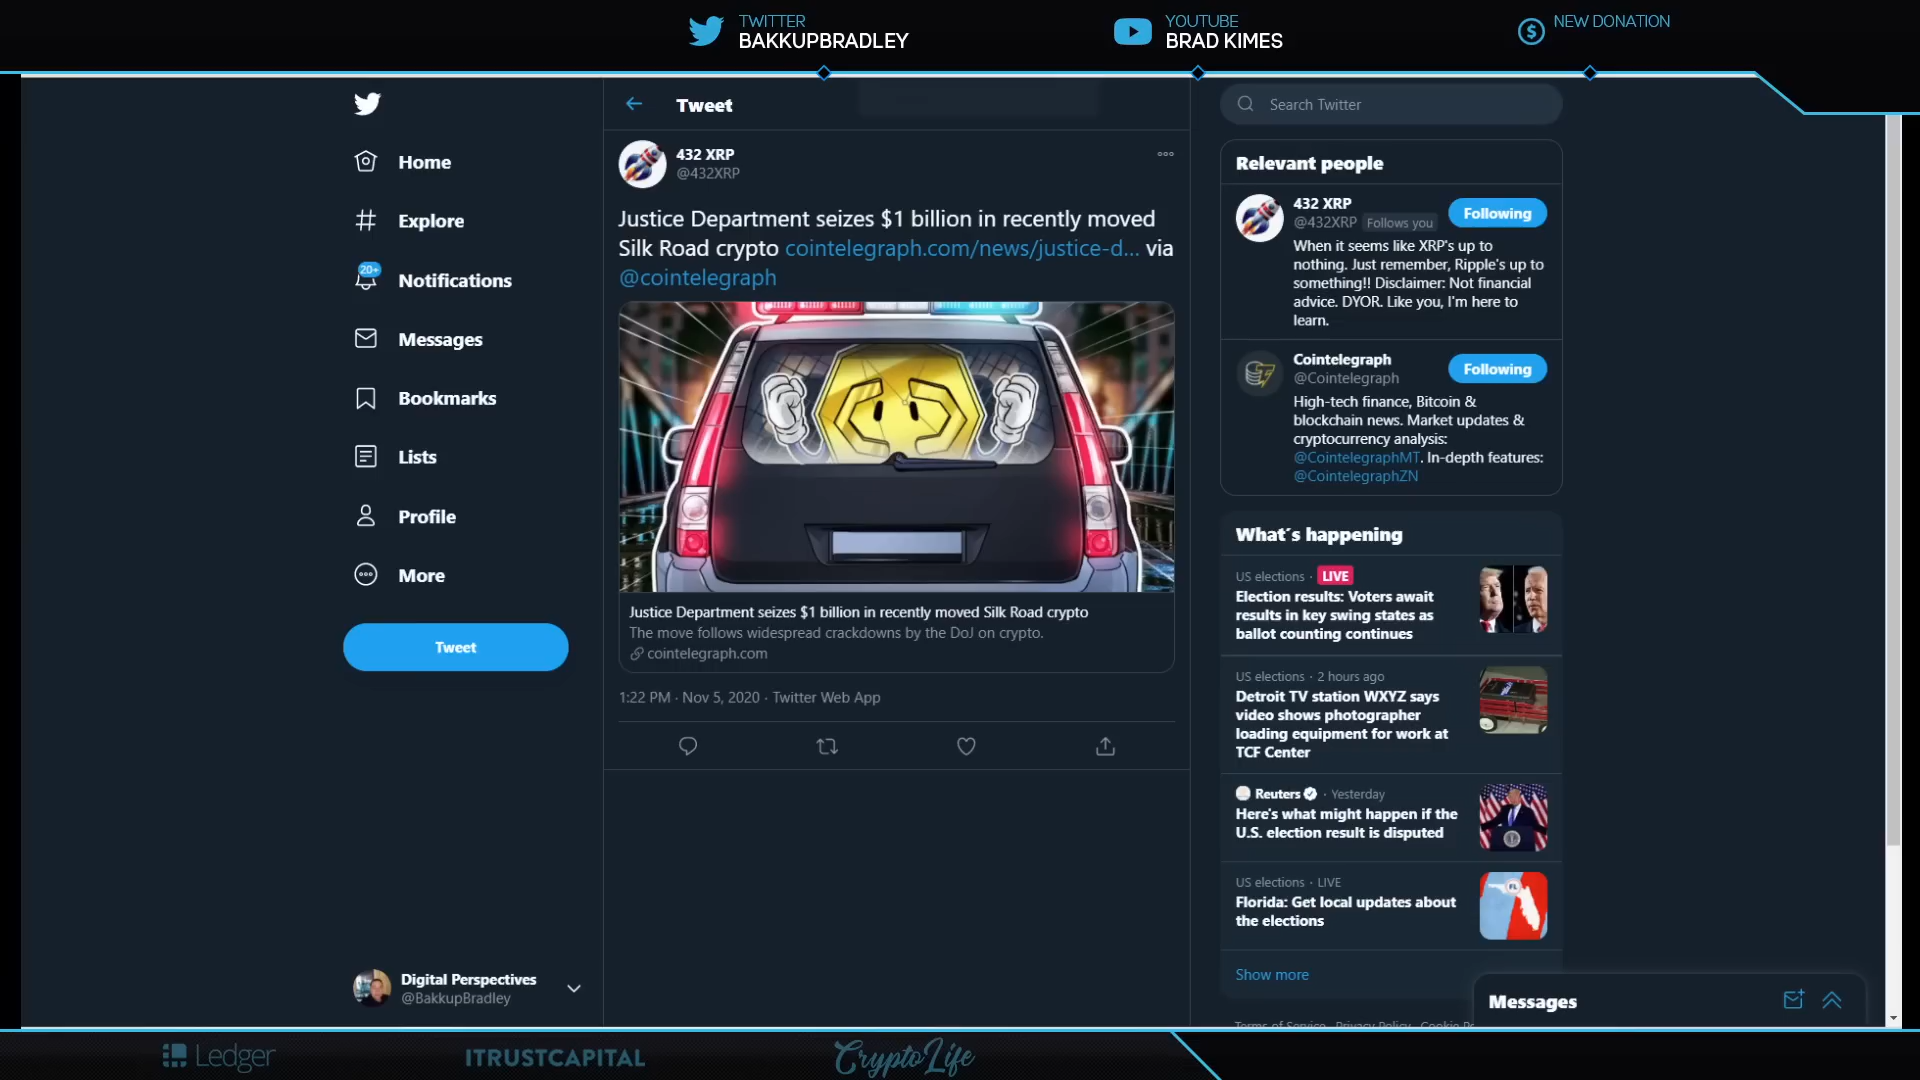 TWITTER
BAKKUPBRADLEY
YOUTUBE
BRAD KIMES
NEW DONATION
Home
Explore
20+
Notifications
Messages
Bookmarks
Lists
Profile
More
Tweet
Digital Perspectives
@BakkupBradley
Tweet
432 XRP
@432XRP
Justice Department seizes $1 billion in recently moved
Silk Road crypto cointelegraph.com/news/justice-d... via
@cointelegraph
Justice Department seizes $1 billion in recently moved Silk Road crypto
The move follows widespread crackdowns by the DoJ on crypto.
cointelegraph.com
1:22 PM · Nov 5, 2020 · Twitter Web App
Search Twitter
Relevant people
432 XRP
@432XRP Follows you
Following
When it seems like XRP's up to
nothing. Just remember, Ripple's up to
something!! Disclaimer: Not financial
advice. DYOR. Like you, I'm here to
learn.
Cointelegraph
@Cointelegraph
Following
High-tech finance, Bitcoin &
blockchain news. Market updates &
cryptocurrency analysis:
@CointelegraphMT. In-depth features:
@CointelegraphZN
What's happening
US elections · LIVE
Election results: Voters await
results in key swing states as
ballot counting continues
US elections · 2 hours ago
Detroit TV station WXYZ says
video shows photographer
loading equipment for work at
TCF Center
Reuters · Yesterday
Here's what might happen if the
U.S. election result is disputed
US elections · LIVE
Florida: Get local updates about
the elections
FL
Show more
Terms of Service Privacy Policy Cookie
Messages
Ledger
ITRUSTCAPITAL
CryptoLife